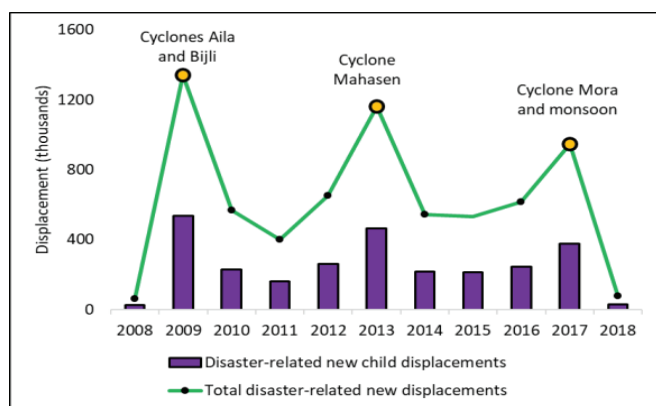 1600
Cyclones Aila
and Bijli
Cyclone
Mahasen
Cyclone Mora
and monsoon
1200
800
400
0
Displacement (thousands)
2008 2009 2010 2011 2012 2013 2014 2015 2016 2017 2018
Disaster-related new child displacements
Total disaster-related new displacements